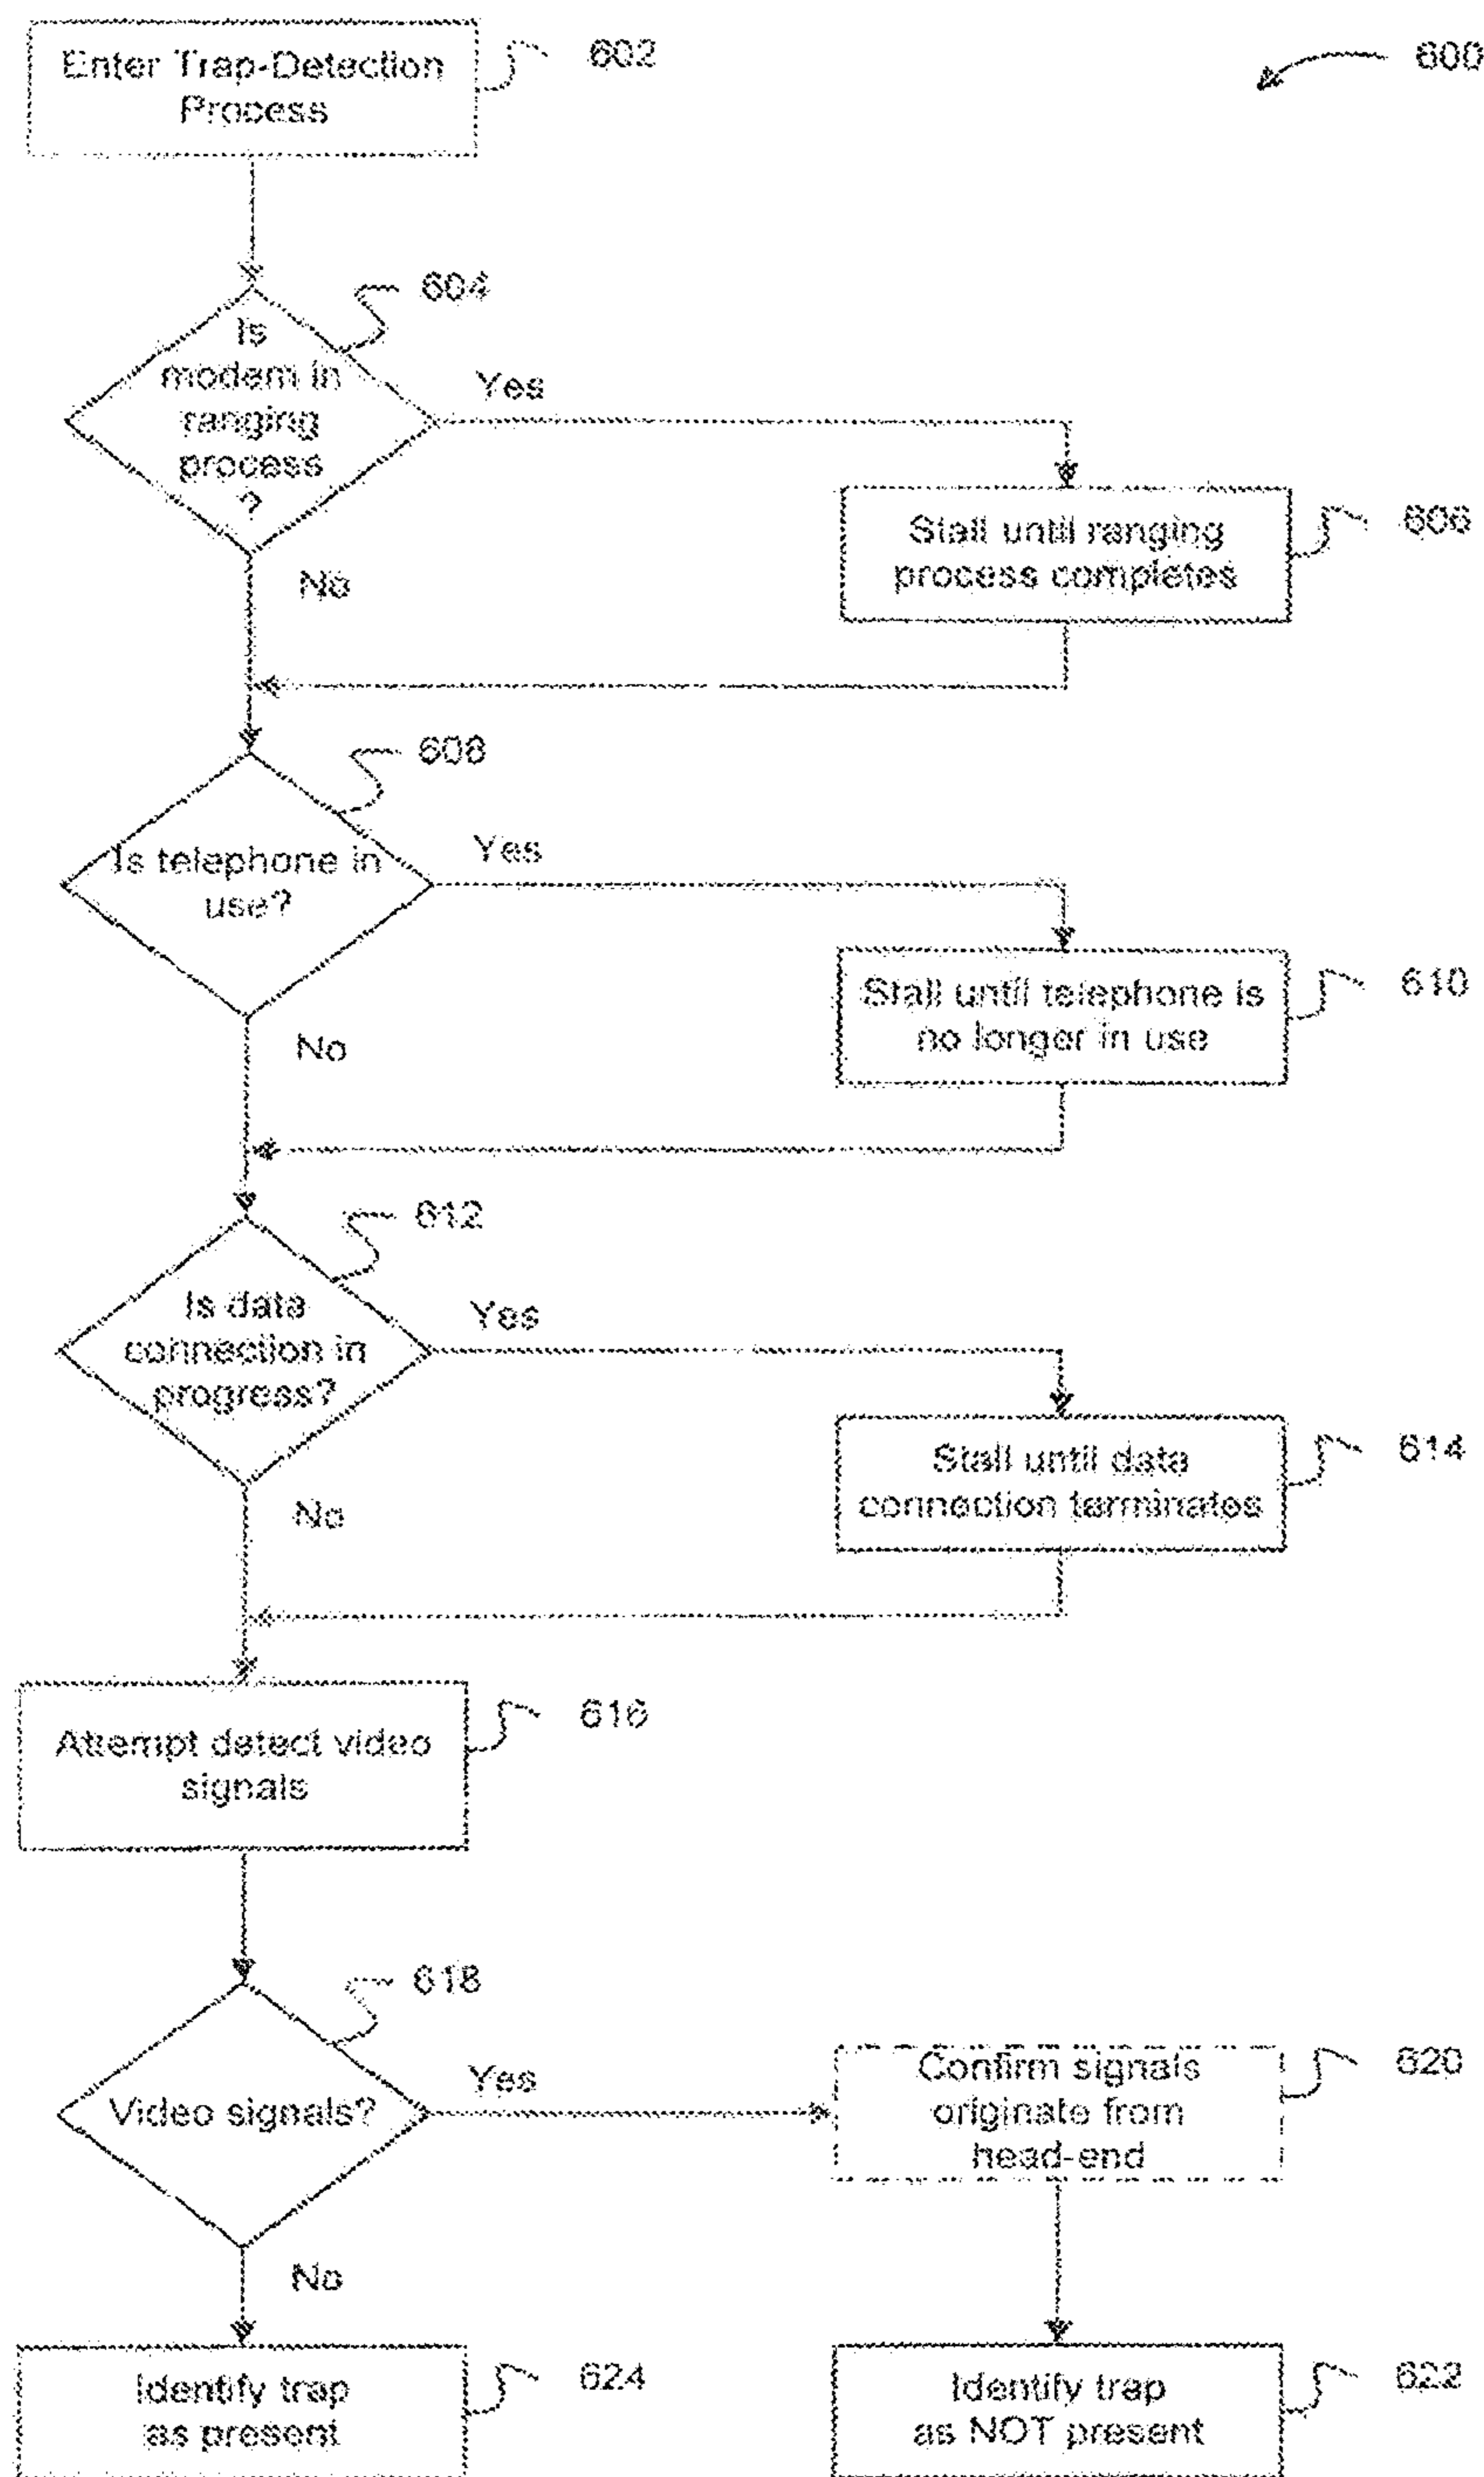 Enter Trap-Detection
Process
602
600
604
Is
modem in
ranging
process
?
Yes
No
Stall until ranging
process completes
606
608
Is telephone in
use?
Yes
No
Stall until telephone is
no longer in use
610
612
Is data
connection in
progress?
Yes
No
Stall until data
connection terminates
614
Attempt detect video
signals
616
618
Video signals?
Yes
No
Confirm signals
originate from
head-end
620
Identify trap
as present
624
Identify trap
as NOT present
622